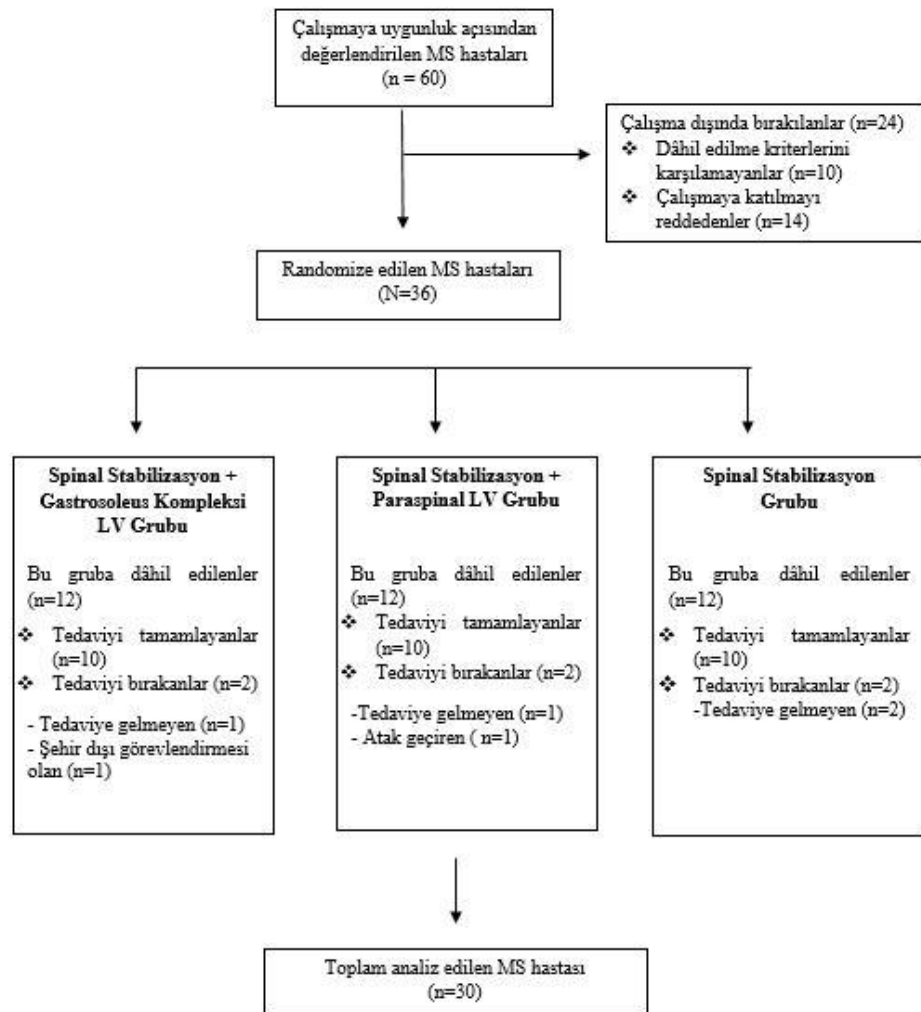 Çalışmaya uygunluk açısından
değerlendirilen MS hastaları
(n = 60)
Çalışma dışında bırakılanlar (n=24)
❖ Dâhil edilme kriterlerini
karşılamayanlar (n=10)
❖ Çalışmaya katılmayı
reddedenler (n=14)
Randomize edilen MS hastaları
(N=36)
Spinal Stabilizasyon +
Gastrosoleus Kompleksi
LV Grubu
Bu gruba dâhil edilenler
(n=12)
❖ Tedaviyi tamamlayanlar
(n=10)
❖ Tedaviyi bırakanlar (n=2)
- Tedaviye gelmeyen (n=1)
- Şehir dışı görevlendirmesi
olan (n=1)
Spinal Stabilizasyon +
Paraspinal LV Grubu
Bu gruba dâhil edilenler
(n=12)
❖ Tedaviyi tamamlayanlar
(n=10)
❖ Tedaviyi bırakanlar (n=2)
-Tedaviye gelmeyen (n=1)
- Atak geçiren ( n=1)
Spinal Stabilizasyon
Grubu
Bu gruba dâhil edilenler
(n=12)
❖ Tedaviyi tamamlayanlar
(n=10)
❖ Tedaviyi bırakanlar (n=2)
-Tedaviye gelmeyen (n=2)
Toplam analiz edilen MS hastası
(n=30)